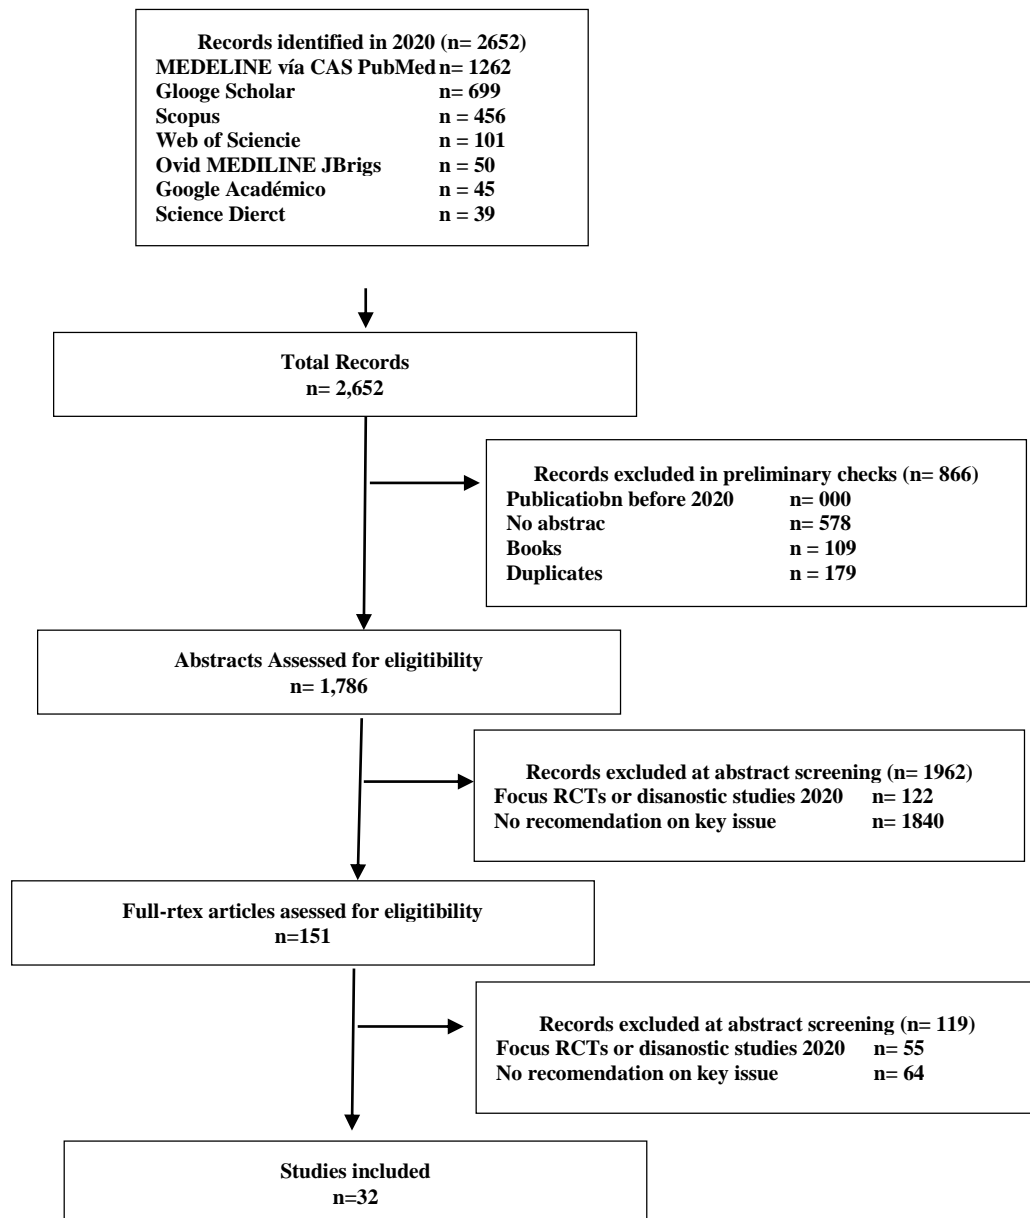 Records identified in 2020 (n= 2652)
MEDELINE vía CAS PubMed n= 1262
Glooge Scholar n= 699
Scopus n = 456
Web of Sciencie n = 101
Ovid MEDILINE JBrigs n = 50
Google Académico n = 45
Science Dierct n = 39
Total Records
n= 2,652
Records excluded in preliminary checks (n= 866)
Publicatiobn before 2020 n= 000
No abstrac n= 578
Books n = 109
Duplicates n = 179
Abstracts Assessed for eligitibility
n= 1,786
Records excluded at abstract screening (n= 1962)
Focus RCTs or disanostic studies 2020 n= 122
No recomendation on key issue n= 1840
Full-rtex articles asessed for eligitibility
n=151
Records excluded at abstract screening (n= 119)
Focus RCTs or disanostic studies 2020 n= 55
No recomendation on key issue n= 64
Studies included
n=32